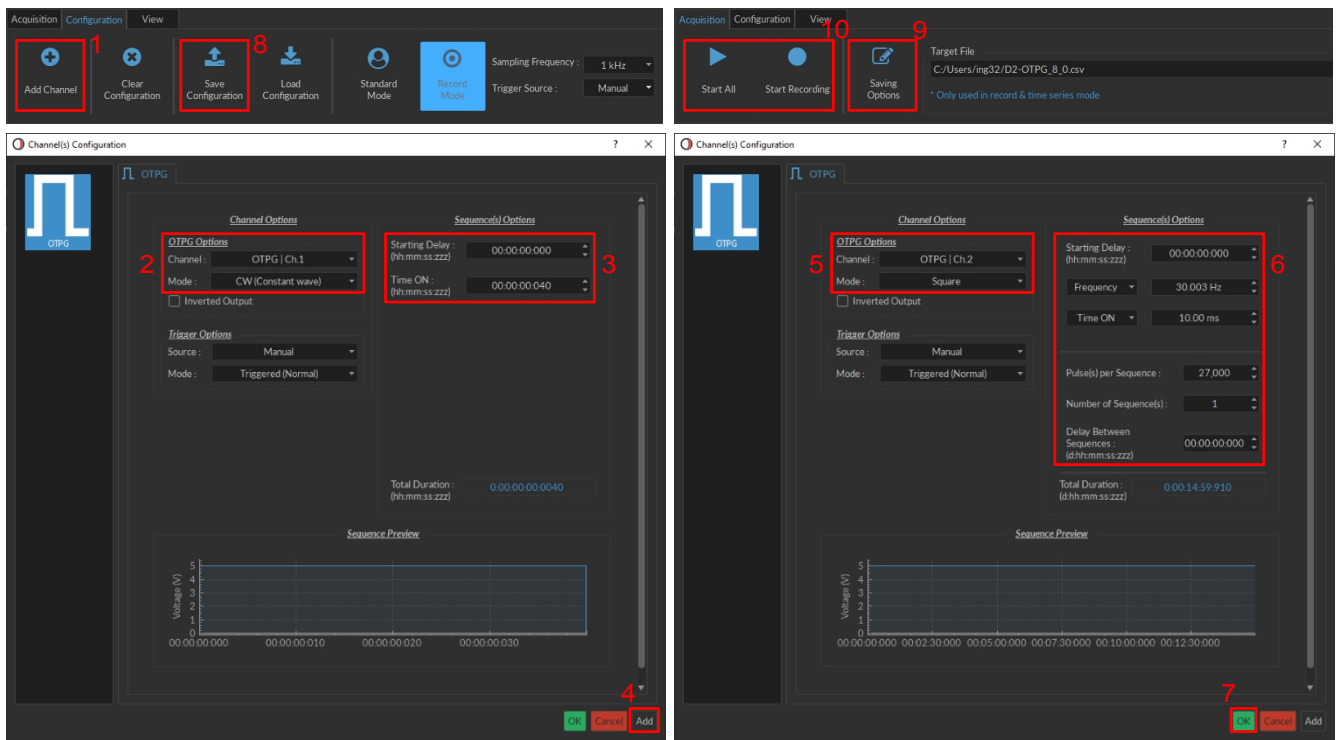 Acquisition Configuration View
1
8
Add Channel
Clear
Configuration
Save
Configuration
Load
Configuration
Standard
Mode
Record
Mode
Sampling Frequency : 1 kHz
Trigger Source : Manual
Acquisition Configuration View
10
9
Start All
Start Recording
Saving
Options
Target File
C:/Users/ing32/D2-OTPG_8_0.csv
* Only used in record & time series mode
Channel(s) Configuration ? ×
OTPG
OTPG
Channel Options
OTPG Options
2
Channel : OTPG | Ch.1
Mode : CW (Constant wave)
Inverted Output
Trigger Options
Source : Manual
Mode : Triggered (Normal)
Sequence(s) Options
Starting Delay :
(hh:mm:ss:zzz)
00:00:00:000
3
Time ON :
(hh:mm:ss:zzz)
00:00:00:040
Total Duration :
(hh:mm:ss:zzz)
0:00:00:00:0040
Sequence Preview
Voltage (V)
5
4
3
2
1
0
00:00:00:000 00:00:00:010 00:00:00:020 00:00:00:030
4
OK Cancel Add
Channel(s) Configuration ? ×
OTPG
OTPG
Channel Options
OTPG Options
5
Channel : OTPG | Ch.2
Mode : Square
Inverted Output
Trigger Options
Source : Manual
Mode : Triggered (Normal)
Sequence(s) Options
Starting Delay :
(hh:mm:ss:zzz)
00:00:00:000
6
Frequency 30.003 Hz
Time ON 10.00 ms
Pulse(s) per Sequence : 27,000
Number of Sequence(s) : 1
Delay Between
Sequences :
(d:hh:mm:ss:zzz)
00:00:00:000
Total Duration :
(d:hh:mm:ss:zzz)
0:00:14:59:910
Sequence Preview
Voltage (V)
5
4
3
2
1
0
00:00:00:000 00:02:30:000 00:05:00:000 00:07:30:000 00:10:00:000 00:12:30:000
7
OK Cancel Add